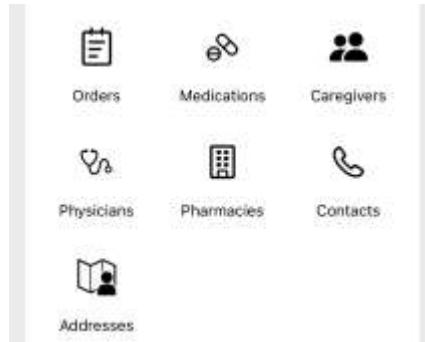 Orders Medications Caregivers
Physicians Pharmacies Contacts
Addresses